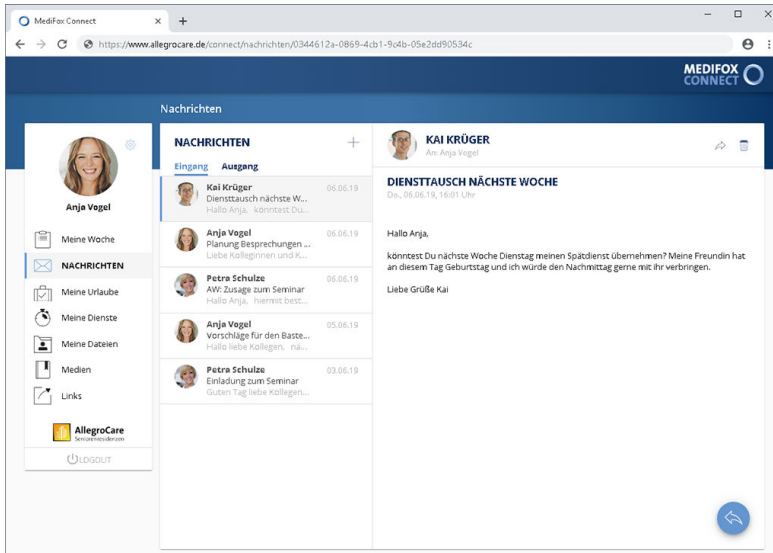 MediFox Connect
https://www.allegrocare.de/connect/nachrichten/0344612a-0869-4cb1-9c4b-05e2dd90534c
MEDIFOX
CONNECT
Nachrichten
Anja Vogel
Meine Woche
NACHRICHTEN
Meine Urlaube
Meine Dienste
Meine Dateien
Medien
Links
AllegroCare
Seniorenresidenzen
LOGOUT
NACHRICHTEN
Eingang Ausgang
Kai Krüger 06.06.19
Diensttausch nächste W...
Hallo Anja, könntest Du...
Anja Vogel 06.06.19
Planung Besprechungen ...
Liebe Kolleginnen und K...
Petra Schulze 06.06.19
AW: Zusage zum Seminar
Hallo Anja, hiermit best...
Anja Vogel 05.06.19
Vorschläge für den Baste...
Hallo liebe Kollegen, nä...
Petra Schulze 03.06.19
Einladung zum Seminar
Guten Tag liebe Kollegen...
KAI KRÜGER
An: Anja Vogel
DIENSTTAUSCH NÄCHSTE WOCHE
Do., 06.06.19, 16:01 Uhr
Hallo Anja,
könntest Du nächste Woche Dienstag meinen Spätdienst übernehmen? Meine Freundin hat
an diesem Tag Geburtstag und ich würde den Nachmittag gerne mit ihr verbringen.
Liebe Grüße Kai